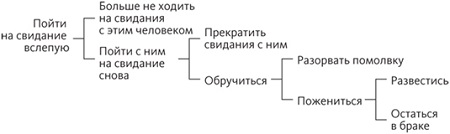 Пойти
на свидание
вслепую
Больше не ходить
на свидания
с этим человеком
Пойти с ним
на свидание
снова
Прекратить
свидания с ним
Обручиться
Разорвать помолвку
Пожениться
Развестись
Остаться
в браке